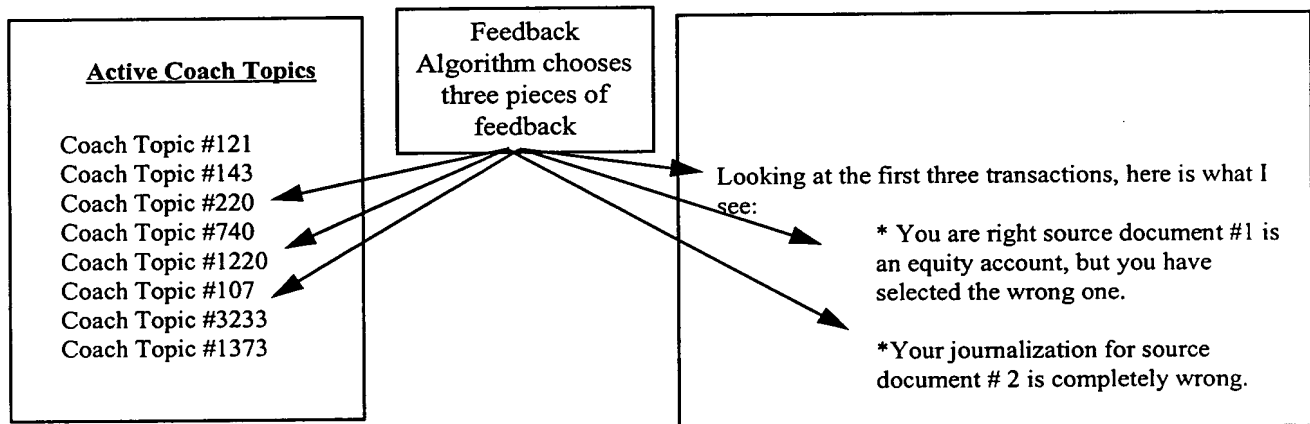 Active Coach Topics
Coach Topic #121
Coach Topic #143
Coach Topic #220
Coach Topic #740
Coach Topic #1220
Coach Topic #107
Coach Topic #3233
Coach Topic #1373
Feedback
Algorithm chooses
three pieces of
feedback
Looking at the first three transactions, here is what I
see:
* You are right source document #1 is
an equity account, but you have
selected the wrong one.
*Your journalization for source
document # 2 is completely wrong.